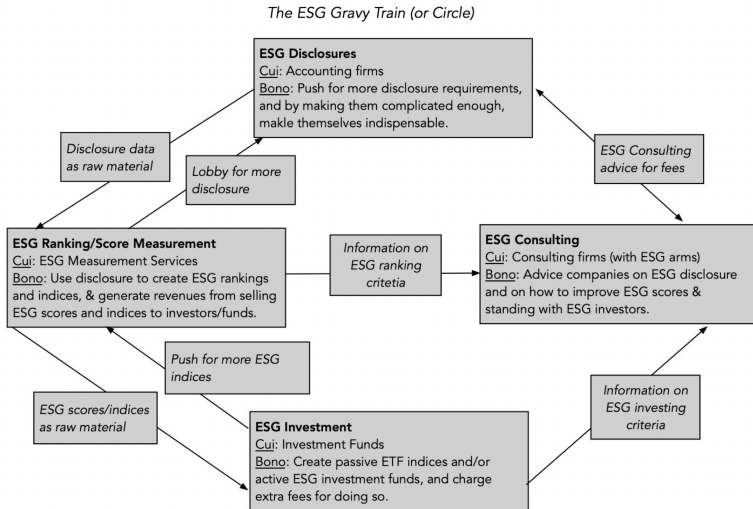 The ESG Gravy Train (or Circle)
ESG Disclosures
Cui: Accounting firms
Bono: Push for more disclosure requirements,
and by making them complicated enough,
makle themselves indispensable.
Disclosure data
as raw material
Lobby for more
disclosure
ESG Consulting
advice for fees
ESG Ranking/Score Measurement
Cui: ESG Measurement Services
Bono: Use disclosure to create ESG rankings
and indices, & generate revenues from selling
ESG scores and indices to investors/funds.
Information on
ESG ranking
critetia
ESG Consulting
Cui: Consulting firms (with ESG arms)
Bono: Advice companies on ESG disclosure
and on how to improve ESG scores &
standing with ESG investors.
Push for more ESG
indices
ESG scores/indices
as raw material
Information on
ESG investing
criteria
ESG Investment
Cui: Investment Funds
Bono: Create passive ETF indices and/or
active ESG investment funds, and charge
extra fees for doing so.